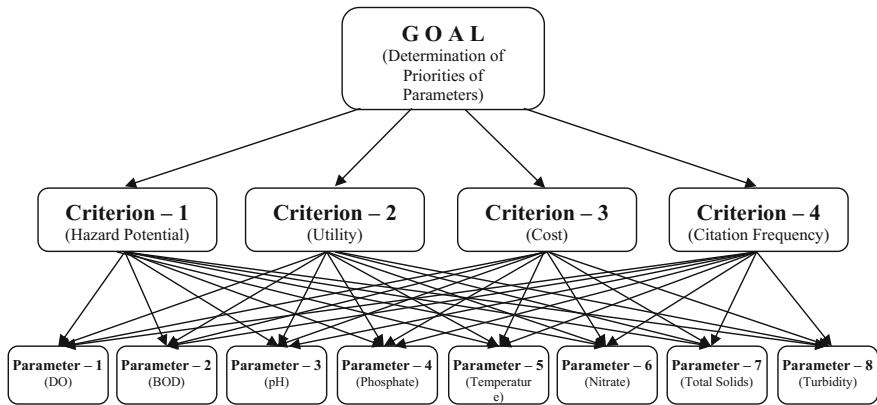 G O A L
(Determination of
Priorities of
Parameters)
Criterion – 1
(Hazard Potential)
Criterion – 2
(Utility)
Criterion – 3
(Cost)
Criterion – 4
(Citation Frequency)
Parameter – 1
(DO)
Parameter – 2
(BOD)
Parameter – 3
(pH)
Parameter – 4
(Phosphate)
Parameter – 5
(Temperatur
e)
Parameter – 6
(Nitrate)
Parameter – 7
(Total Solids)
Parameter – 8
(Turbidity)